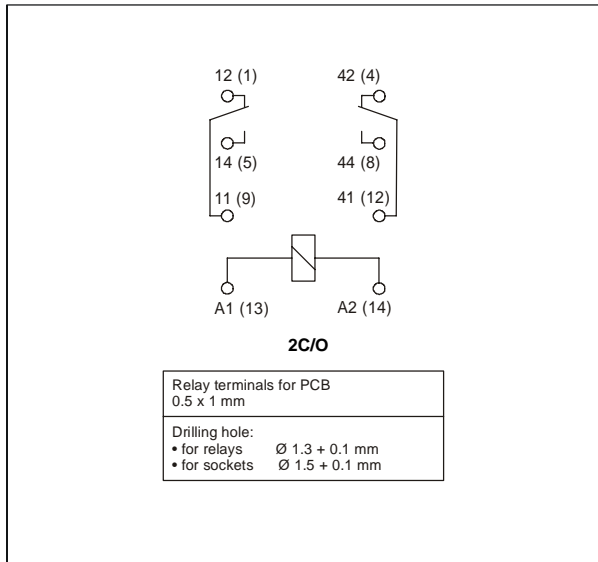 12 (1) 42 (4)
14 (5) 44 (8)
11 (9) 41 (12)
A1 (13) A2 (14)
2C/O
Relay terminals for PCB
0.5 x 1 mm
Drilling hole:
• for relays Ø 1.3 + 0.1 mm
• for sockets Ø 1.5 + 0.1 mm